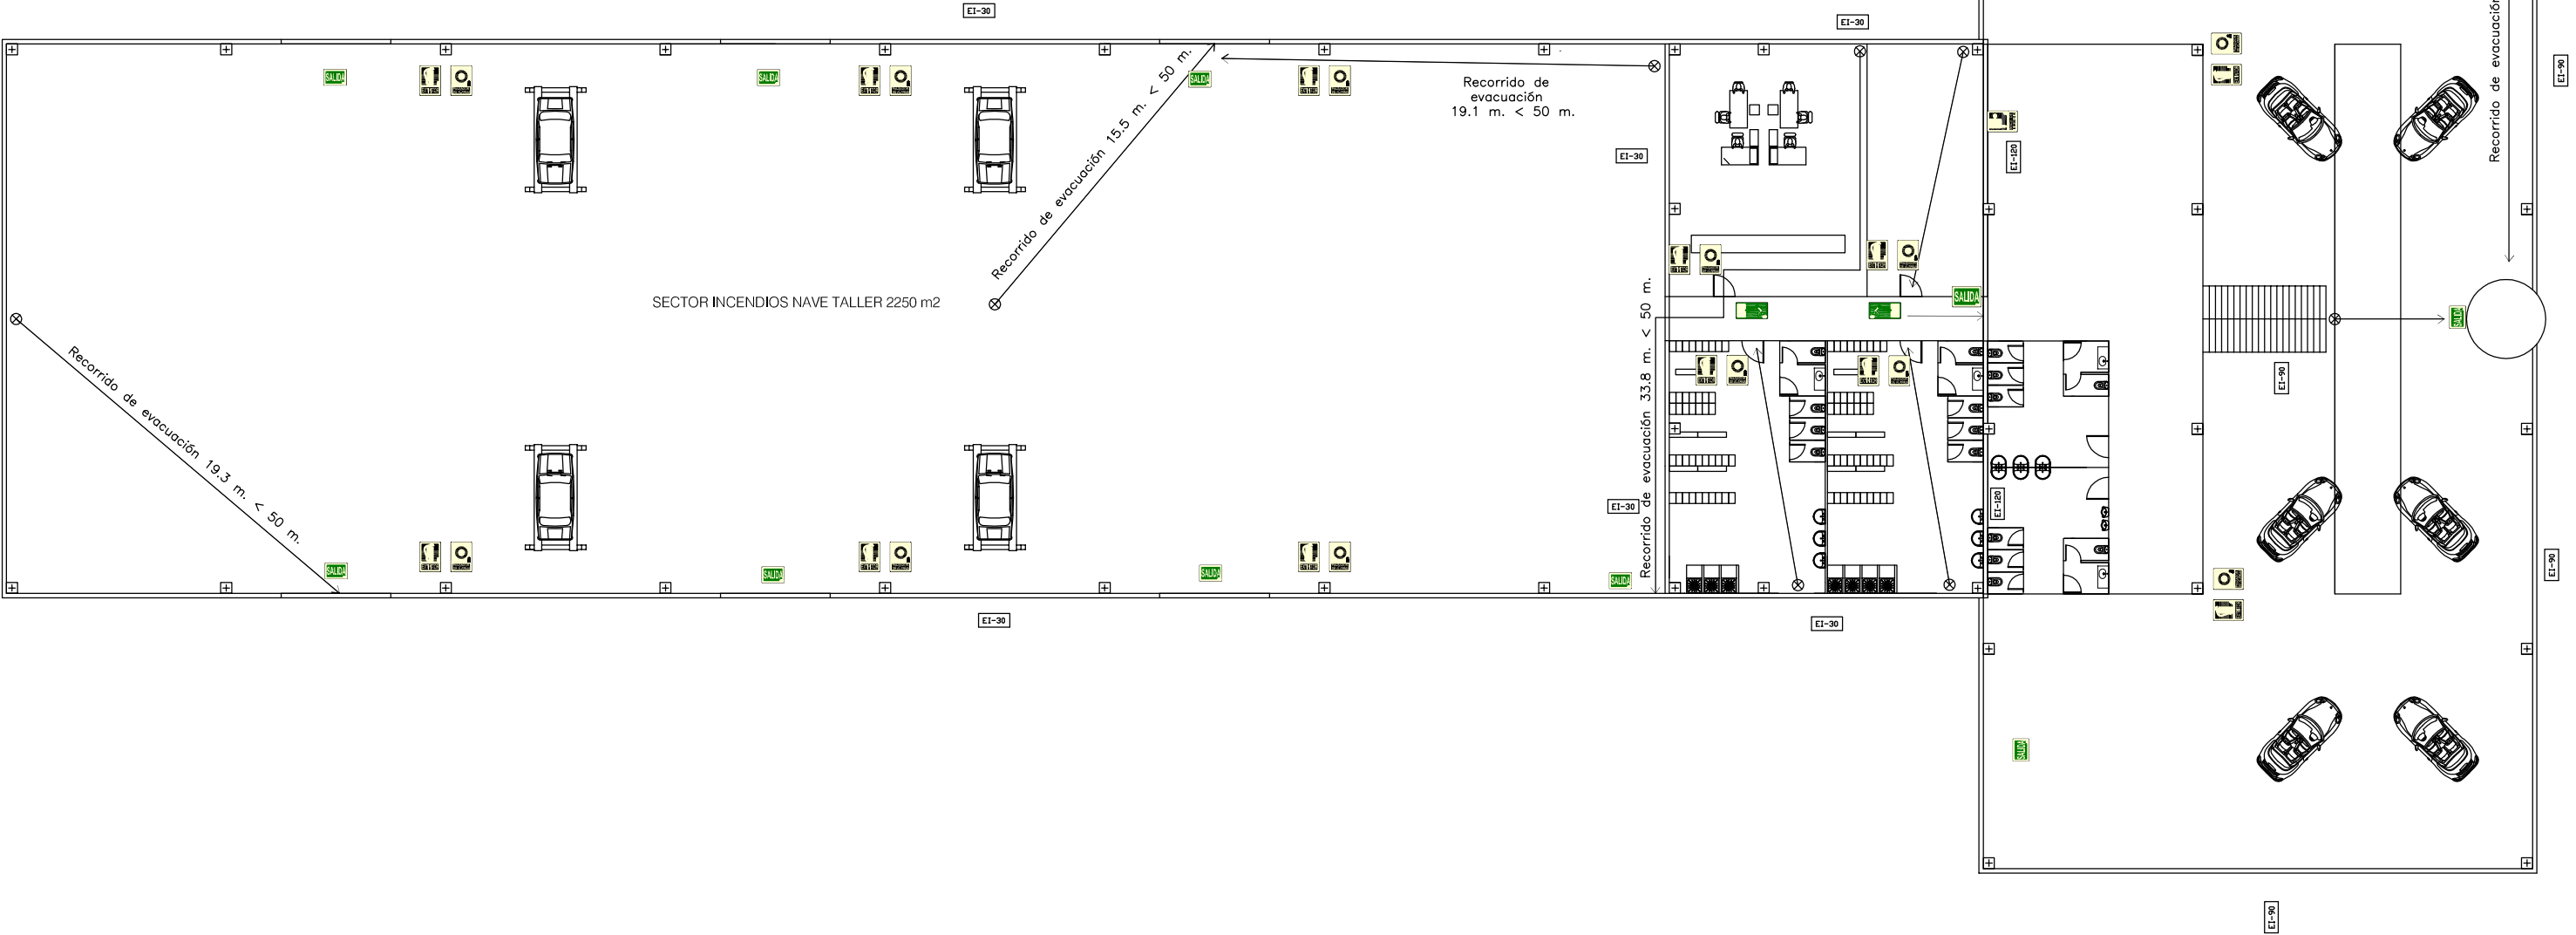 EI-30
EI-30
Recorrido de evacuación
EI-90
SALIDA
SALIDA
SALIDA
Recorrido de evacuación 15.5 m. < 50 m.
Recorrido de
evacuación
19.1 m. < 50 m.
EI-30
EI-120
SECTOR INCENDIOS NAVE TALLER 2250 m2
SALIDA
SALIDA
Recorrido de evacuación 19.3 m. < 50 m.
Recorrido de evacuación 33.8 m. < 50 m.
EI-90
EI-30
EI-120
SALIDA
SALIDA
SALIDA
SALIDA
EI-90
EI-30
EI-30
SALIDA
EI-90